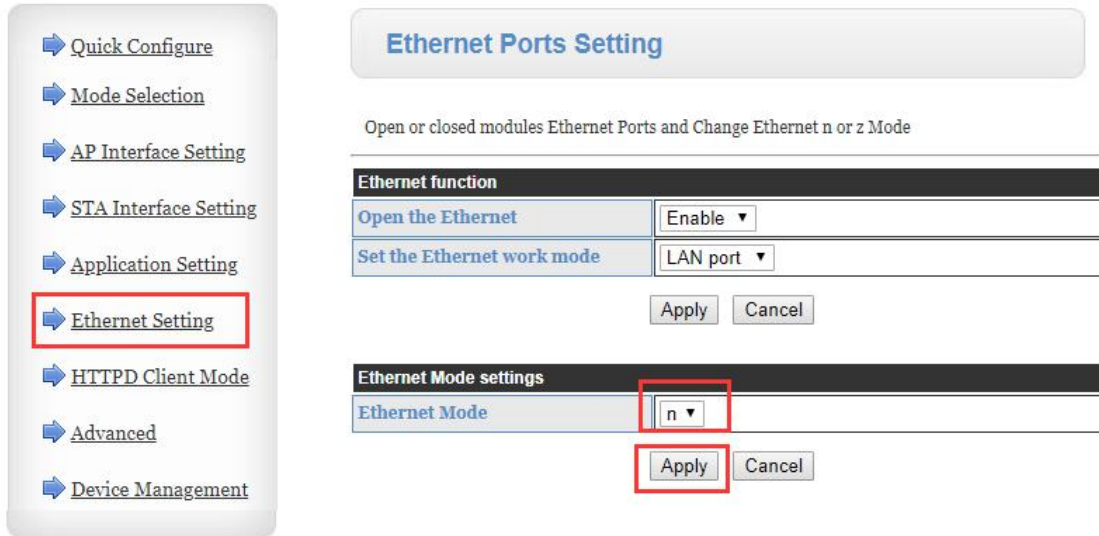 Quick Configure
Mode Selection
AP Interface Setting
STA Interface Setting
Application Setting
Ethernet Setting
HTTPD Client Mode
Advanced
Device Management
Ethernet Ports Setting
Open or closed modules Ethernet Ports and Change Ethernet n or z Mode
Ethernet function
Open the Ethernet Enable
Set the Ethernet work mode LAN port
Apply Cancel
Ethernet Mode settings
Ethernet Mode n
Apply Cancel